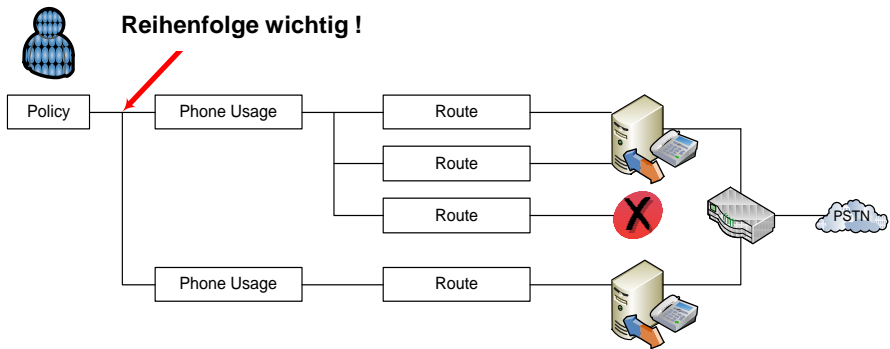 Reihenfolge wichtig !
Policy
Phone Usage
Route
Route
Route
PSTN
Phone Usage
Route